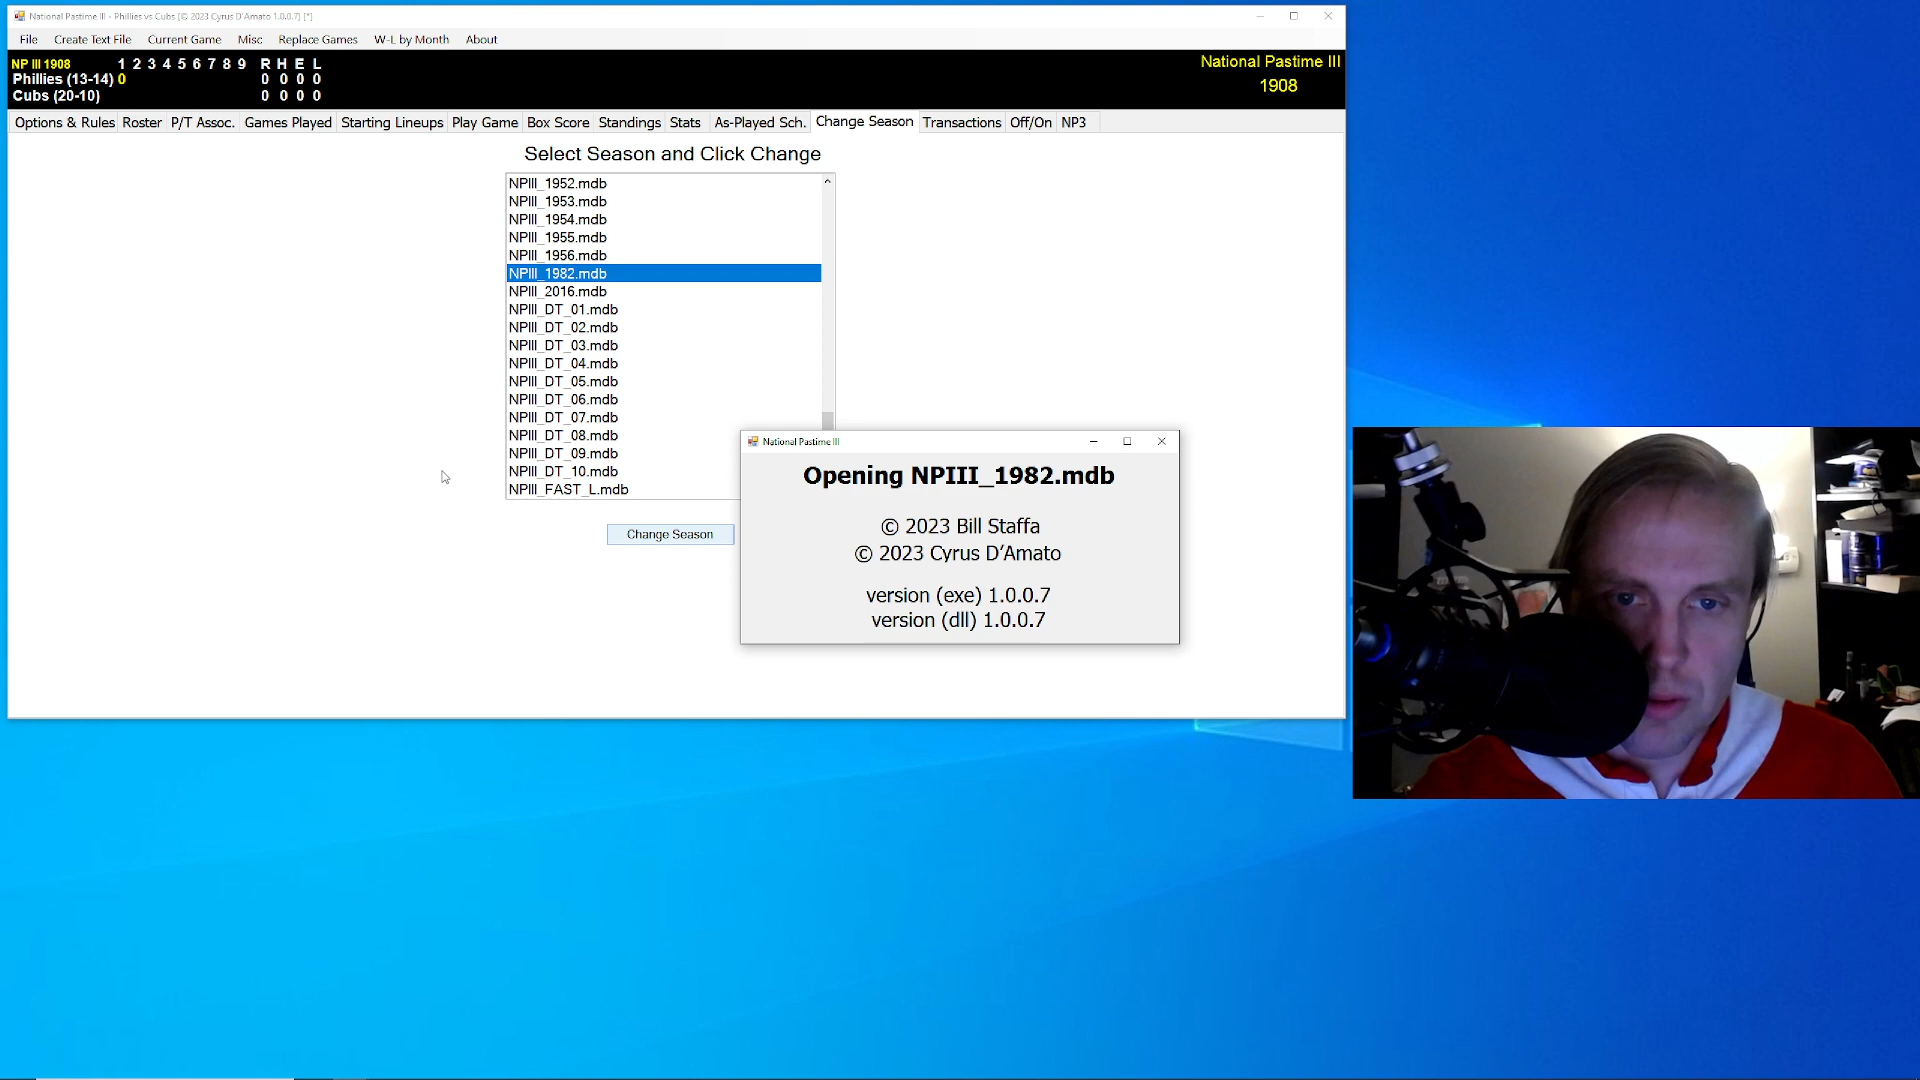 National Pastime III - Phillies vs Cubs [© 2023 Cyrus D'Amato 1.0.0.7] [*]
File Create Text File Current Game Misc Replace Games W-L by Month About
NP III 1908 1 2 3 4 5 6 7 8 9 R H E L
Phillies (13-14) 0 0 0 0 0
Cubs (20-10) 0 0 0 0
National Pastime III
1908
Options & Rules Roster P/T Assoc. Games Played Starting Lineups Play Game Box Score Standings Stats As-Played Sch. Change Season Transactions Off/On NP3
Select Season and Click Change
NPIII_1952.mdb
NPIII_1953.mdb
NPIII_1954.mdb
NPIII_1955.mdb
NPIII_1956.mdb
NPIII_1982.mdb
NPIII_2016.mdb
NPIII_DT_01.mdb
NPIII_DT_02.mdb
NPIII_DT_03.mdb
NPIII_DT_04.mdb
NPIII_DT_05.mdb
NPIII_DT_06.mdb
NPIII_DT_07.mdb
NPIII_DT_08.mdb
NPIII_DT_09.mdb
NPIII_DT_10.mdb
NPIII_FAST_L.mdb
Change Season
National Pastime III
Opening NPIII_1982.mdb
© 2023 Bill Staffa
© 2023 Cyrus D'Amato
version (exe) 1.0.0.7
version (dll) 1.0.0.7